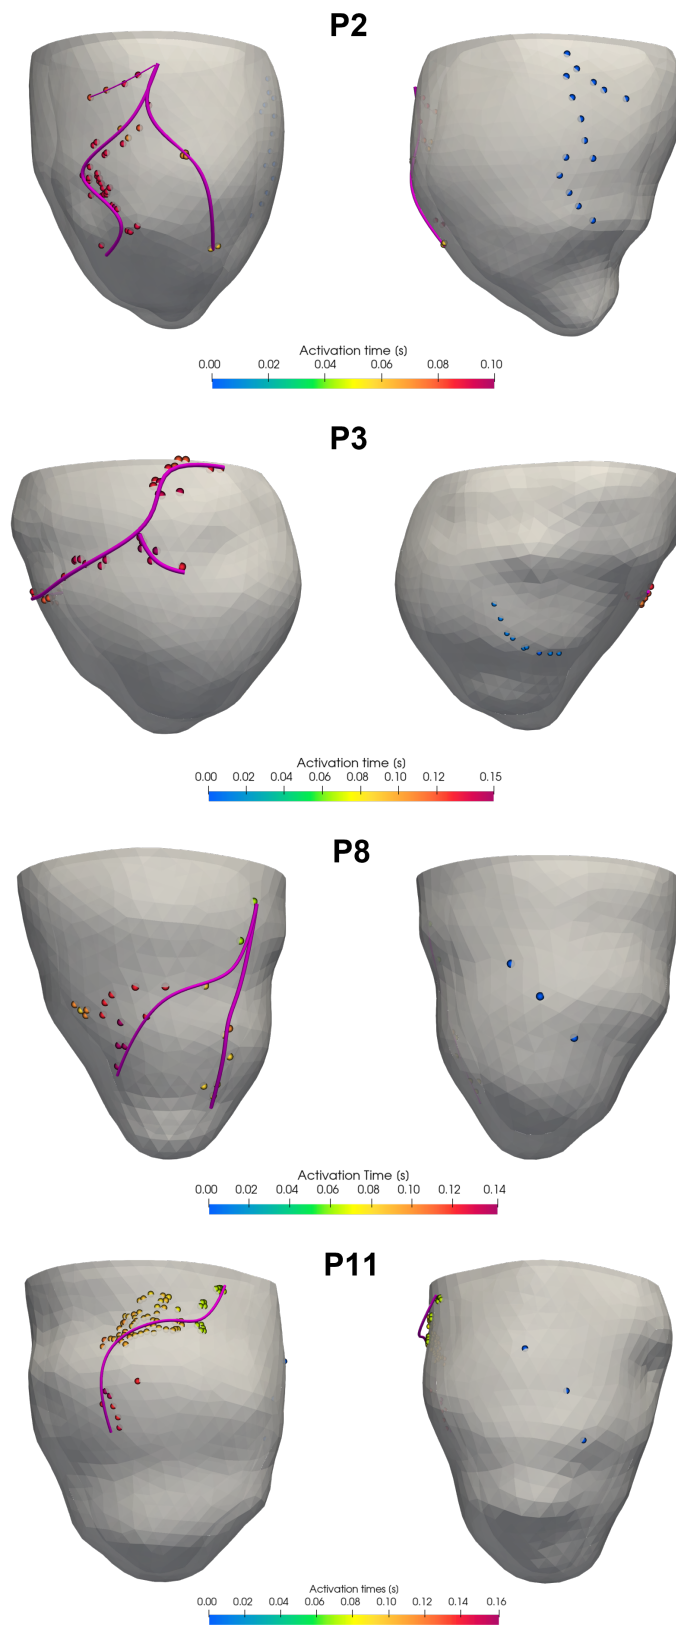 P2
Activation time (s)
0.00 0.02 0.04 0.06 0.08 0.10
P3
Activation time (s)
0.00 0.02 0.04 0.06 0.08 0.10 0.12 0.15
P8
Activation Time (s)
0.00 0.02 0.04 0.06 0.08 0.10 0.12 0.14
P11
Activation times (s)
0.00 0.02 0.04 0.06 0.08 0.10 0.12 0.14 0.16